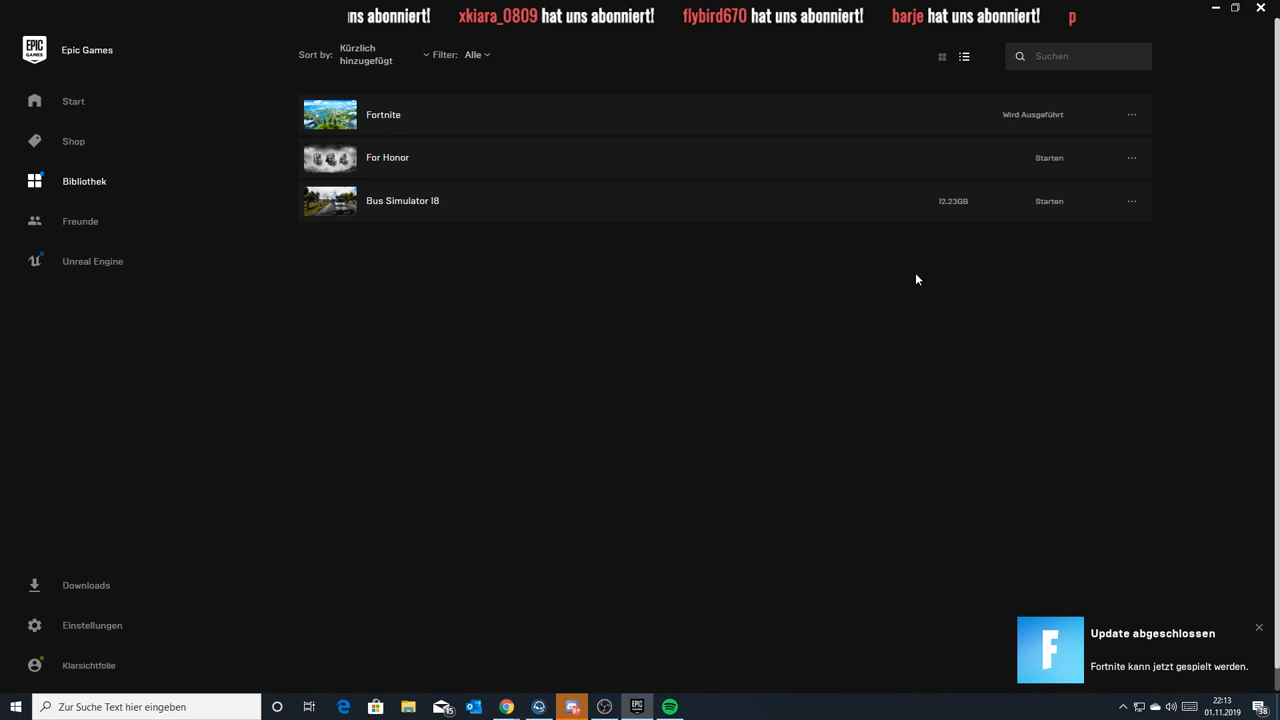 ıns abonniert! xkiara_0809 hat uns abonniert! flybird670 hat uns abonniert! barje hat uns abonniert! p
EPIC GAMES
Epic Games
Sort by: Kürzlich hinzugefügt
Filter: Alle
Suchen
Start
Shop
Bibliothek
Freunde
Unreal Engine
Fortnite
Wird Ausgeführt
For Honor
Starten
Bus Simulator 18
12.23GB
Starten
Downloads
Einstellungen
Klarsichtfolie
F
Update abgeschlossen
Fortnite kann jetzt gespielt werden.
Zur Suche Text hier eingeben
22:13
01.11.2019